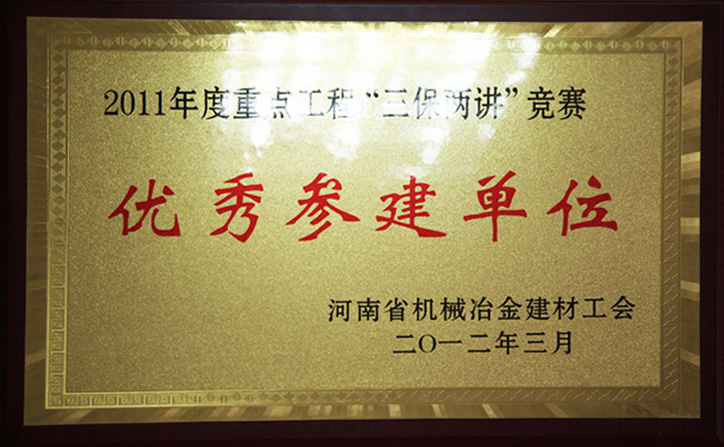 2011年度重点工程“三保两讲”竞赛
优秀参建单位
河南省机械冶金建材工会
二〇一二年三月